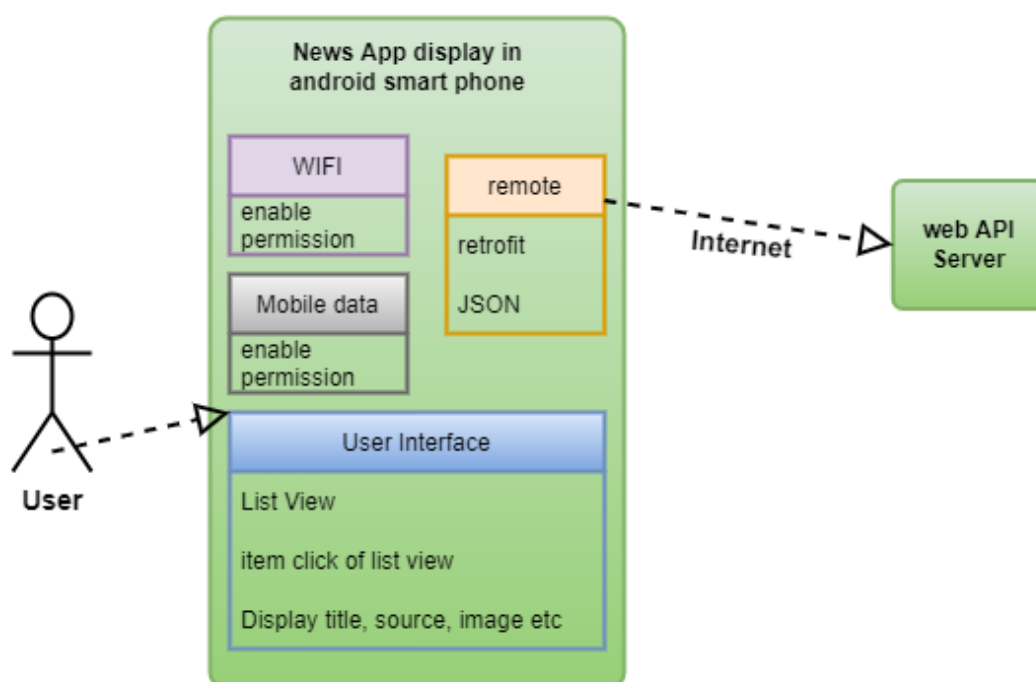 News App display in
android smart phone
WIFI
enable
permission
remote
retrofit
JSON
Internet
web API
Server
Mobile data
enable
permission
User
User Interface
List View
item click of list view
Display title, source, image etc